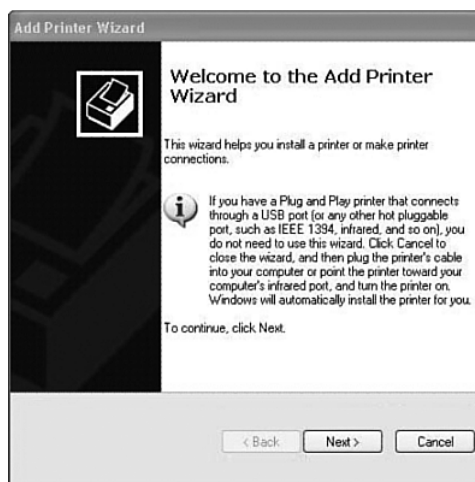 Add Printer Wizard
Welcome to the Add Printer
Wizard
This wizard helps you install a printer or make printer
connections.
If you have a Plug and Play printer that connects
through a USB port (or any other hot pluggable
port, such as IEEE 1394, infrared, and so on), you
do not need to use this wizard. Click Cancel to
close the wizard, and then plug the printer's cable
into your computer or point the printer toward your
computer's infrared port, and turn the printer on.
Windows will automatically install the printer for you.
To continue, click Next.
< Back Next > Cancel